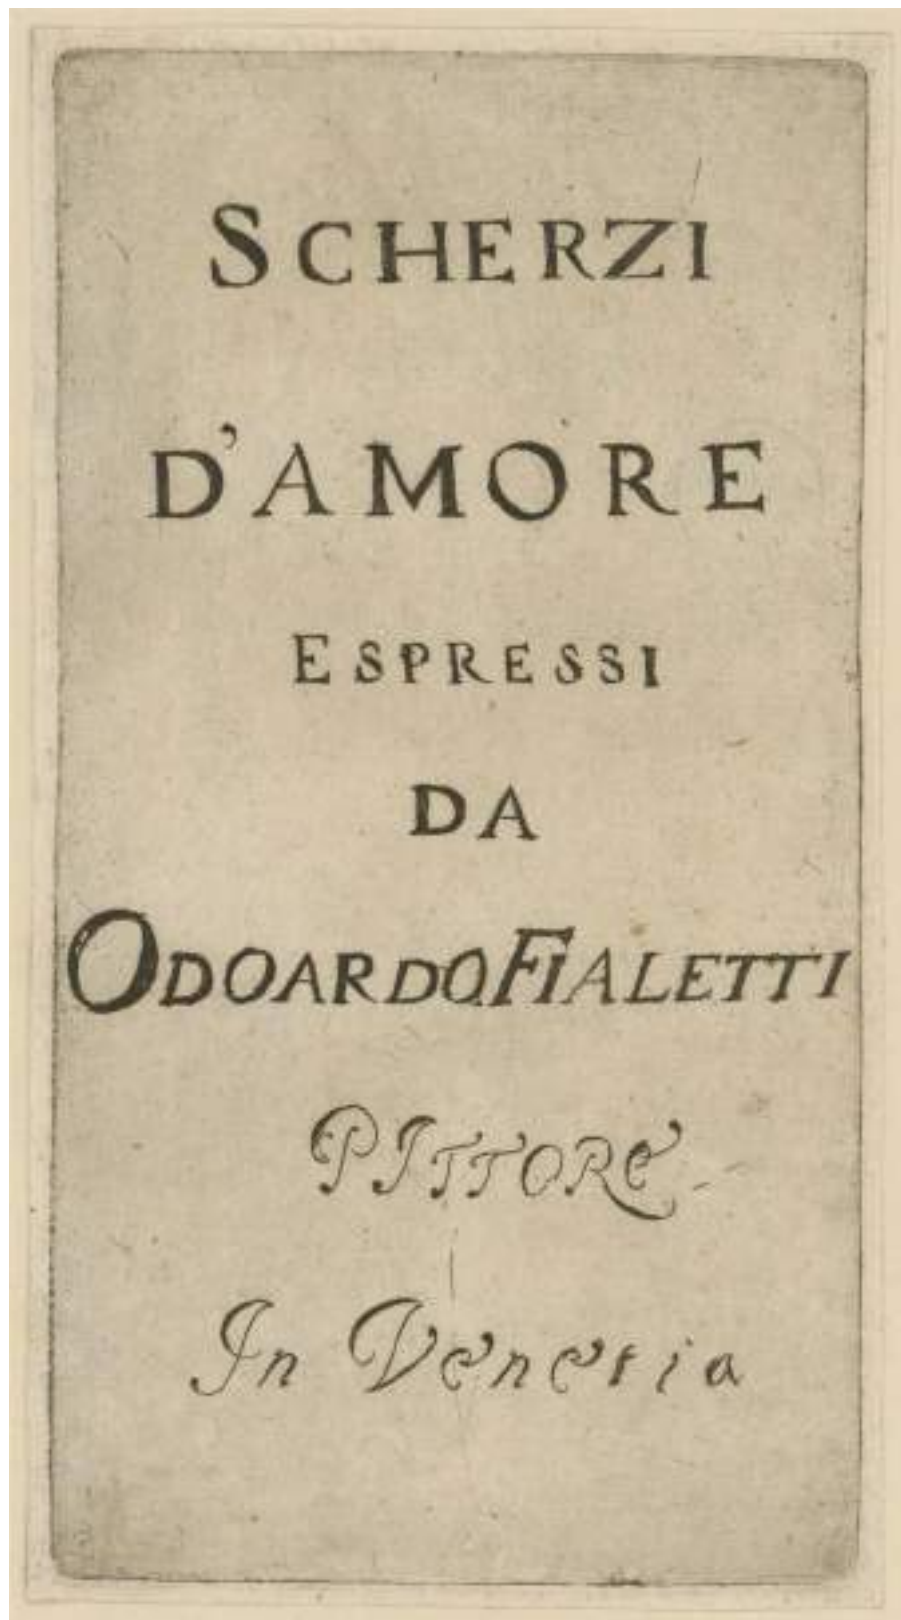 SCHERZI
D'AMORE
ESPRESSI
DA
ODOARDO FIALETTI
PITTORe
In Venetia